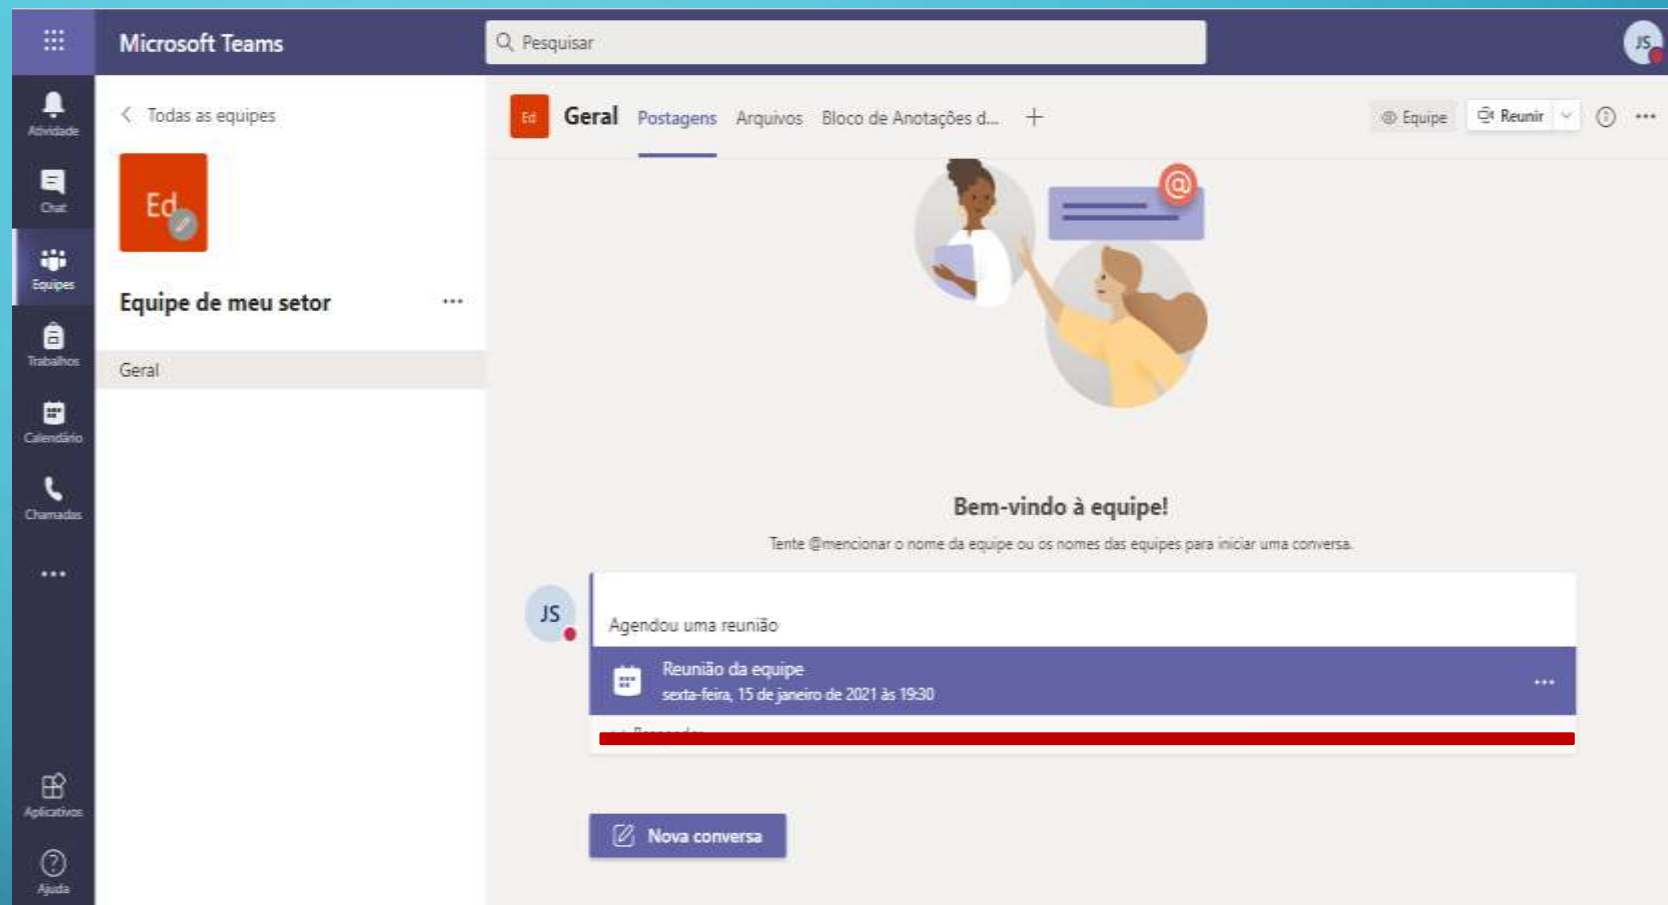 Microsoft Teams
Pesquisar
JS
Atividade
Chat
Equipes
Trabalhos
Calendário
Chamadas
Aplicativos
Ajuda
Todas as equipes
Ed
Equipe de meu setor
Geral
Ed Geral Postagens Arquivos Bloco de Anotações d... +
Equipe Reunir
@
Bem-vindo à equipe!
Tente @mencionar o nome da equipe ou os nomes das equipes para iniciar uma conversa.
JS
Agendou uma reunião
Reunião da equipe
sexta-feira, 15 de janeiro de 2021 às 19:30
Nova conversa